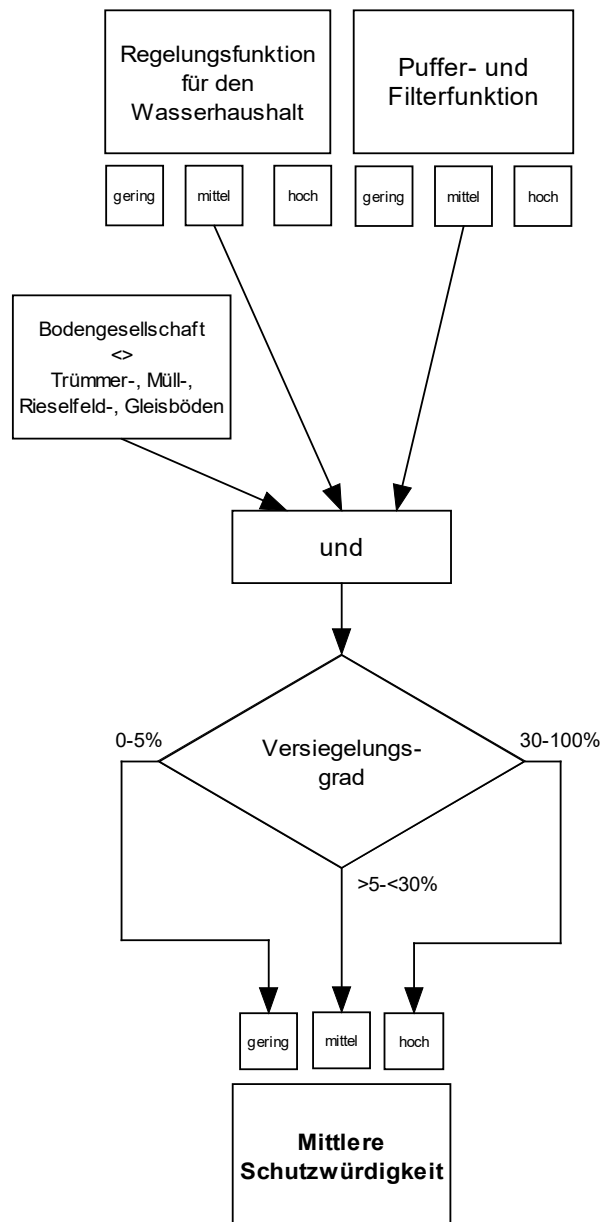 Regelungsfunktion
für den
Wasserhaushalt
Puffer- und
Filterfunktion
gering
mittel
hoch
gering
mittel
hoch
Bodengesellschaft
<>
Trümmer-, Müll-,
Rieselfeld-, Gleisböden
und
Versiegelungs-
grad
0-5%
30-100%
>5-<30%
gering
mittel
hoch
Mittlere
Schutzwürdigkeit